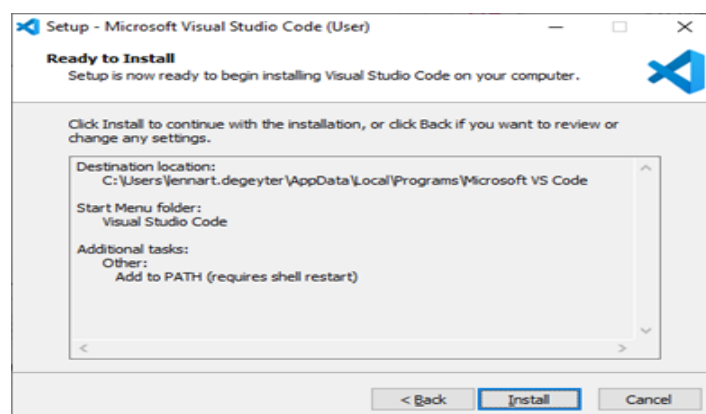 Setup - Microsoft Visual Studio Code (User)
Ready to Install
Setup is now ready to begin installing Visual Studio Code on your computer.
Click Install to continue with the installation, or click Back if you want to review or
change any settings.
Destination location:
C:\Users\lennart.degeyter\AppData\Local\Programs\Microsoft VS Code
Start Menu folder:
Visual Studio Code
Additional tasks:
Other:
Add to PATH (requires shell restart)
< Back
Install
Cancel